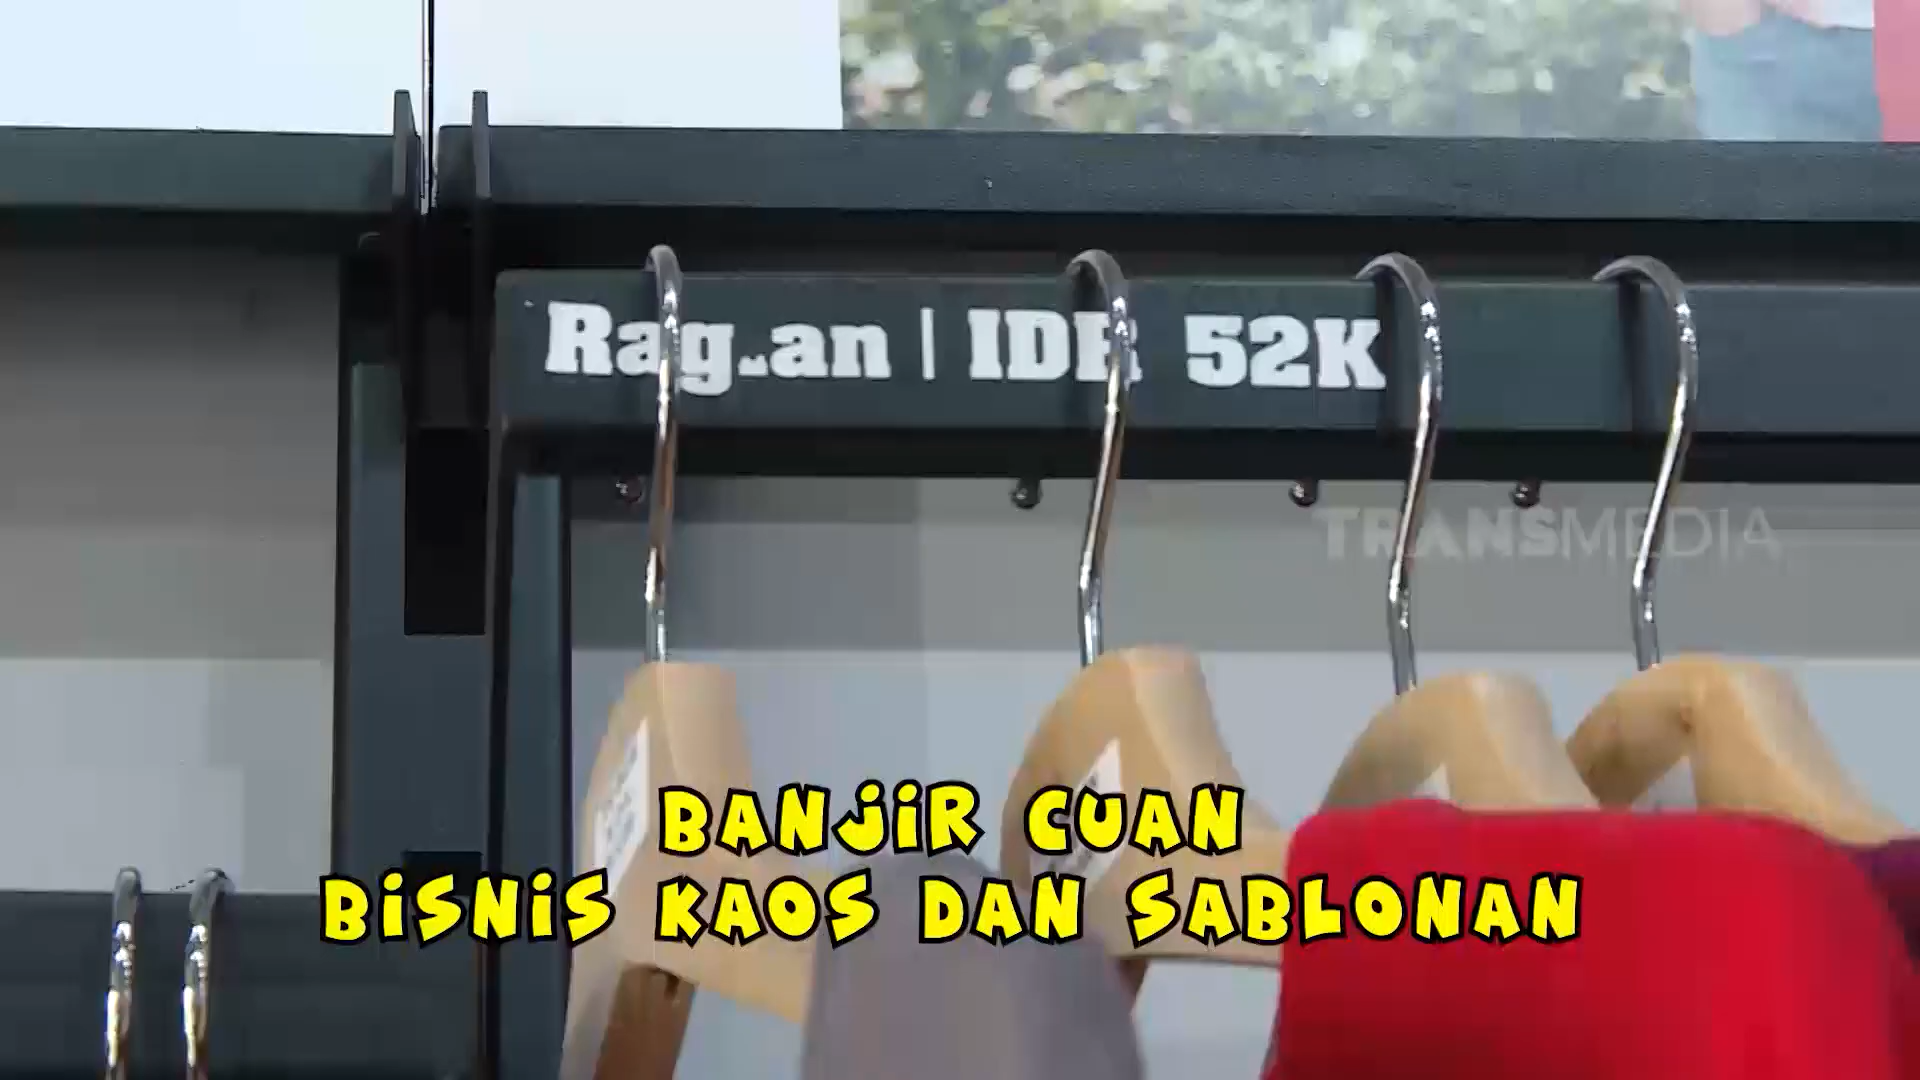 Rag an | IDR 52K
TRANSMEDIA
BANJIR CUAN
BISNIS KAOS DAN SABLONAN